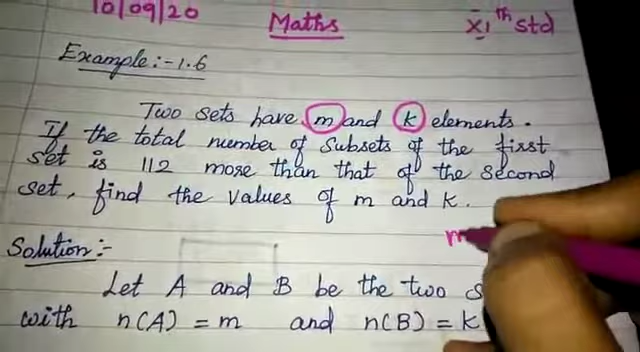 10/09/20 Maths XIth std
Example:-1.6
Two sets have m and k elements.
If the total number of subsets of the first
set is 112 more than that of the second
set, find the values of m and k.
m
Solution:-
Let A and B be the two
with n(A) = m and n(B) = k